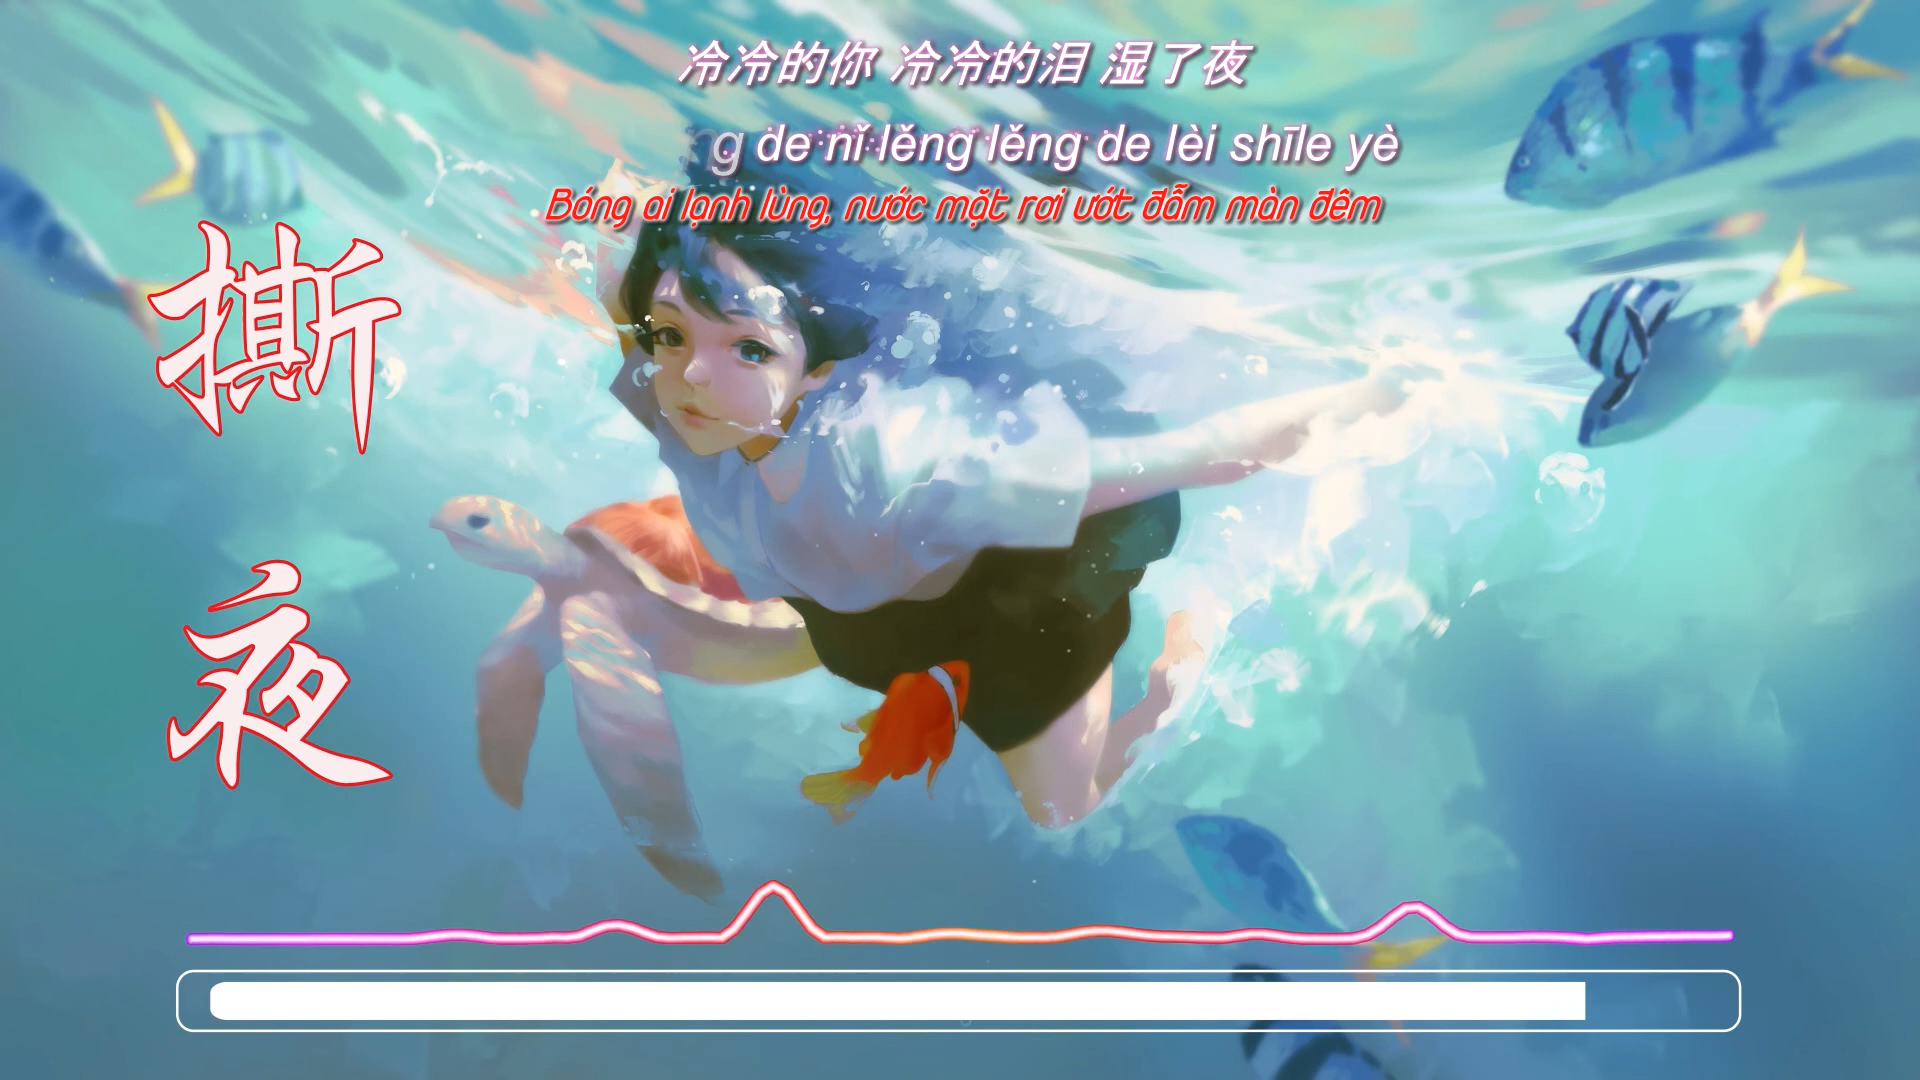 冷冷的你 冷冷的泪 湿了夜
de nǐ lěng lěng de lèi shīle yè
Bóng ai lạnh lùng, nước mặt rơi ướt đẫm màn đêm
撕
夜